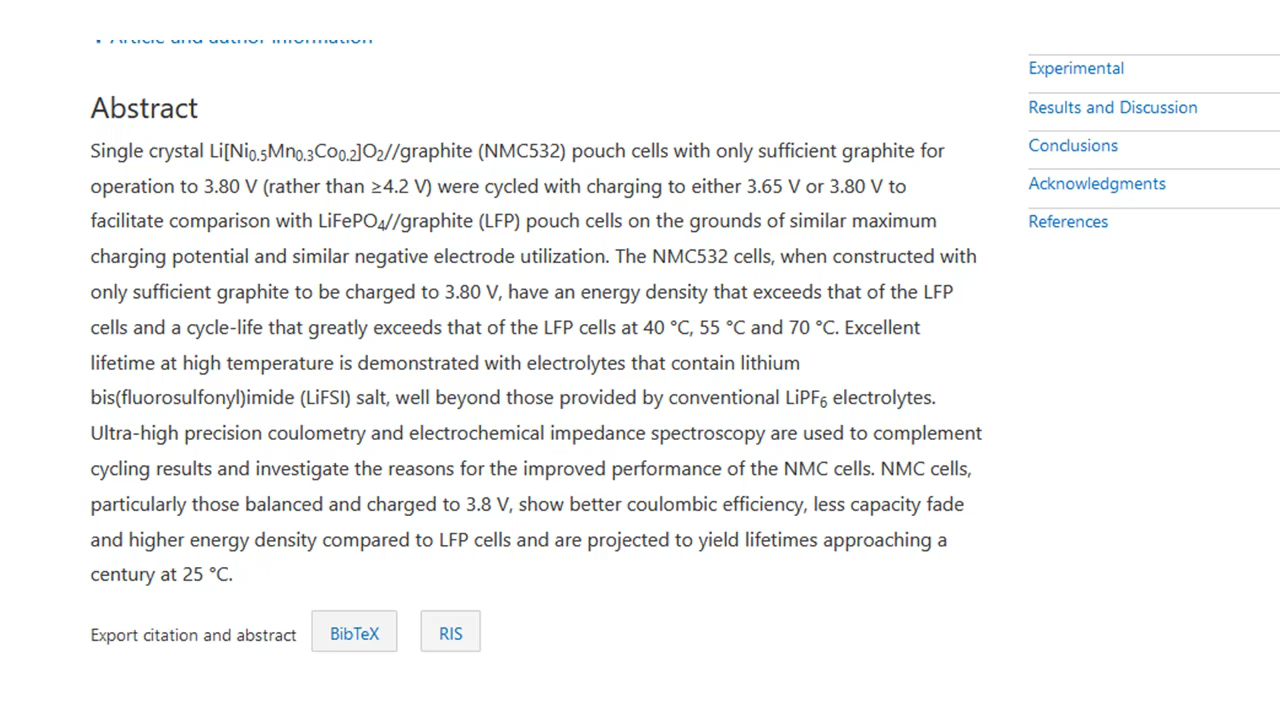 Article and author information
Abstract
Single crystal Li[Ni0.5Mn0.3Co0.2]O2//graphite (NMC532) pouch cells with only sufficient graphite for
operation to 3.80 V (rather than ≥4.2 V) were cycled with charging to either 3.65 V or 3.80 V to
facilitate comparison with LiFePO4//graphite (LFP) pouch cells on the grounds of similar maximum
charging potential and similar negative electrode utilization. The NMC532 cells, when constructed with
only sufficient graphite to be charged to 3.80 V, have an energy density that exceeds that of the LFP
cells and a cycle-life that greatly exceeds that of the LFP cells at 40 °C, 55 °C and 70 °C. Excellent
lifetime at high temperature is demonstrated with electrolytes that contain lithium
bis(fluorosulfonyl)imide (LiFSI) salt, well beyond those provided by conventional LiPF6 electrolytes.
Ultra-high precision coulometry and electrochemical impedance spectroscopy are used to complement
cycling results and investigate the reasons for the improved performance of the NMC cells. NMC cells,
particularly those balanced and charged to 3.8 V, show better coulombic efficiency, less capacity fade
and higher energy density compared to LFP cells and are projected to yield lifetimes approaching a
century at 25 °C.
Export citation and abstract BibTeX RIS
Experimental
Results and Discussion
Conclusions
Acknowledgments
References